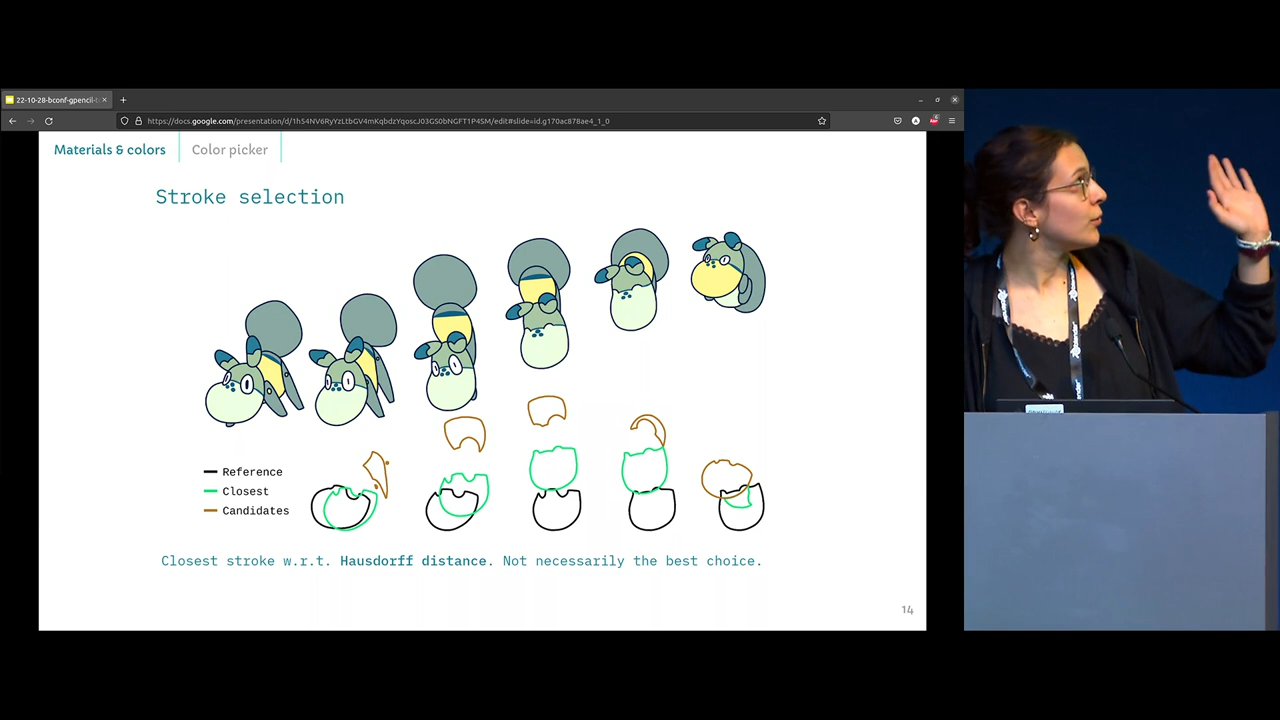 22-10-28-bconf-gpencil-t
https://docs.google.com/presentation/d/1h54NV6RyYzLtbGV4mKqbdzYqoscJ03GS0bNGFT1P4SM/edit#slide=id.g170ac878ae4_1_0
Materials & colors
Color picker
Stroke selection
Reference
Closest
Candidates
Closest stroke w.r.t. Hausdorff distance. Not necessarily the best choice.
14
blender